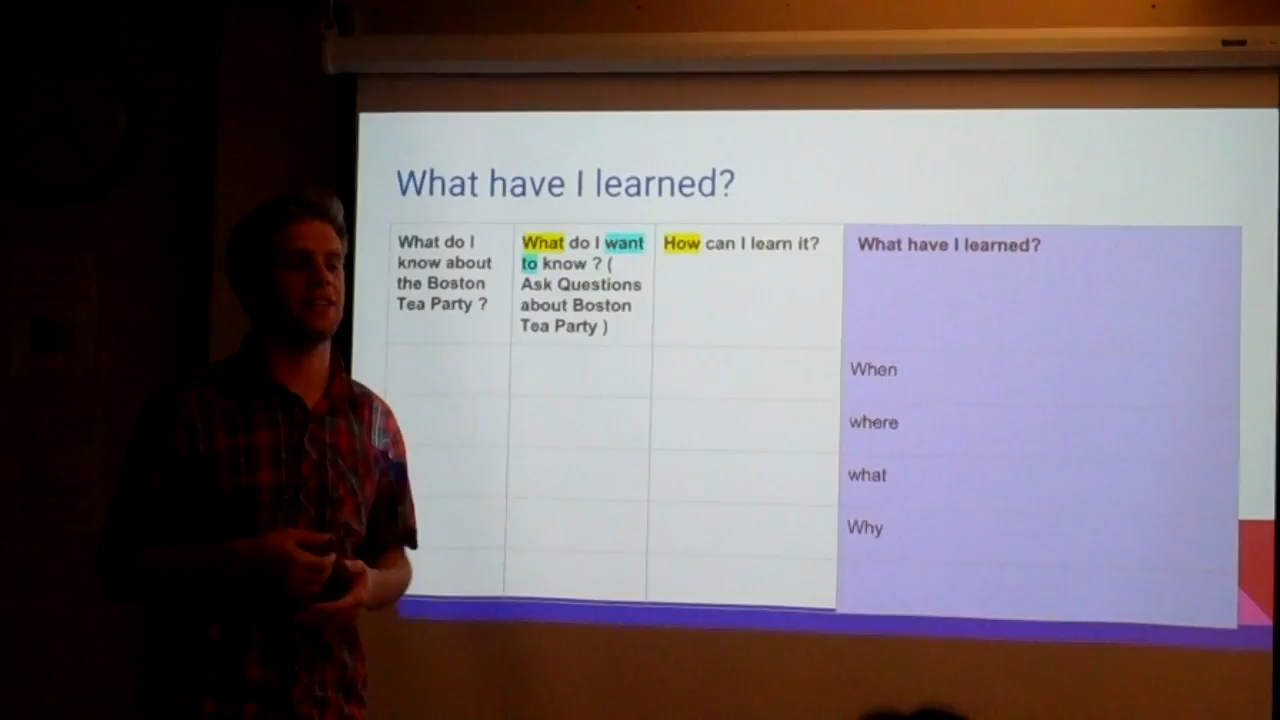 What have I learned?
What do I
know about
the Boston
Tea Party ?
What do I want
to know ? (
Ask Questions
about Boston
Tea Party )
How can I learn it?
What have I learned?
When
where
what
Why